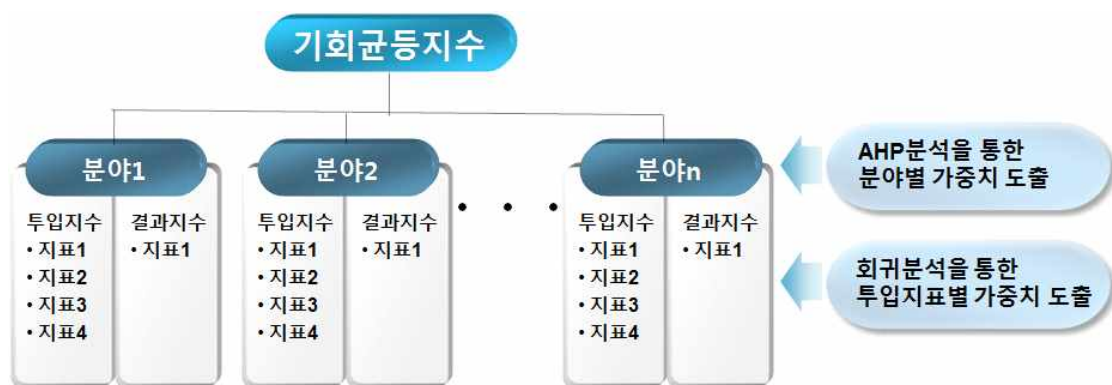 기회균등지수
분야1
분야2
분야n
AHP분석을 통한
분야별 가중치 도출
투입지수
• 지표1
• 지표2
• 지표3
• 지표4
결과지수
• 지표1
투입지수
• 지표1
• 지표2
• 지표3
• 지표4
결과지수
• 지표1
• • •
투입지수
• 지표1
• 지표2
• 지표3
• 지표4
결과지수
• 지표1
회귀분석을 통한
투입지표별 가중치 도출